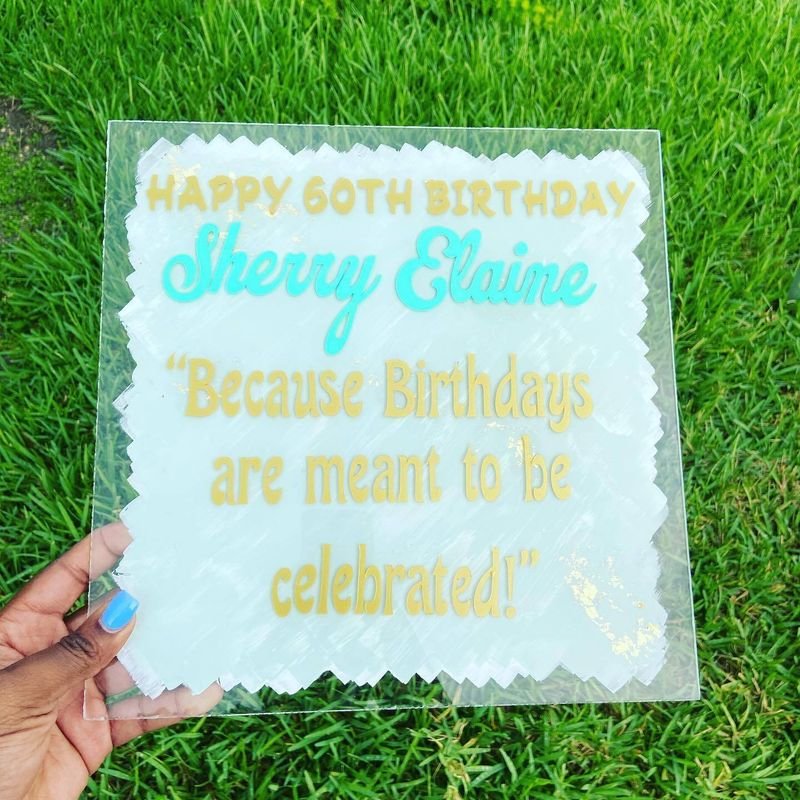 HAPPY 60TH BIRTHDAY
Sherry Elaine
“Because Birthdays
are meant to be
celebrated!”